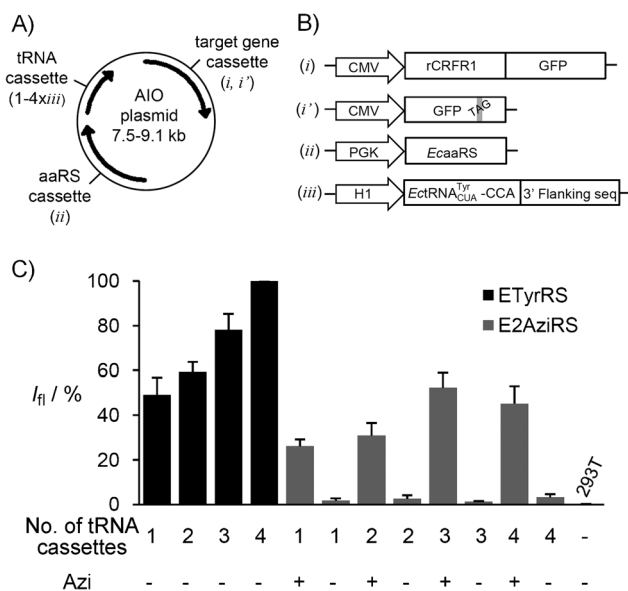 A)
tRNA
cassette
(1-4xiii)
target gene
cassette
(i, i')
AIO
plasmid
7.5-9.1 kb
aaRS
cassette
(ii)
B)
(i) CMV rCRFR1 GFP
(i') CMV GFP TAG
(ii) PGK EcaaRS
(iii) H1 EctRNA Tyr CUA -CCA 3' Flanking seq
C)
ETyrRS
E2AziRS
100
80
60
40
20
0
Ifl / %
293T
No. of tRNA
cassettes
1 2 3 4 1 1 2 2 3 3 4 4 -
Azi - - - - + - + - + - + - -